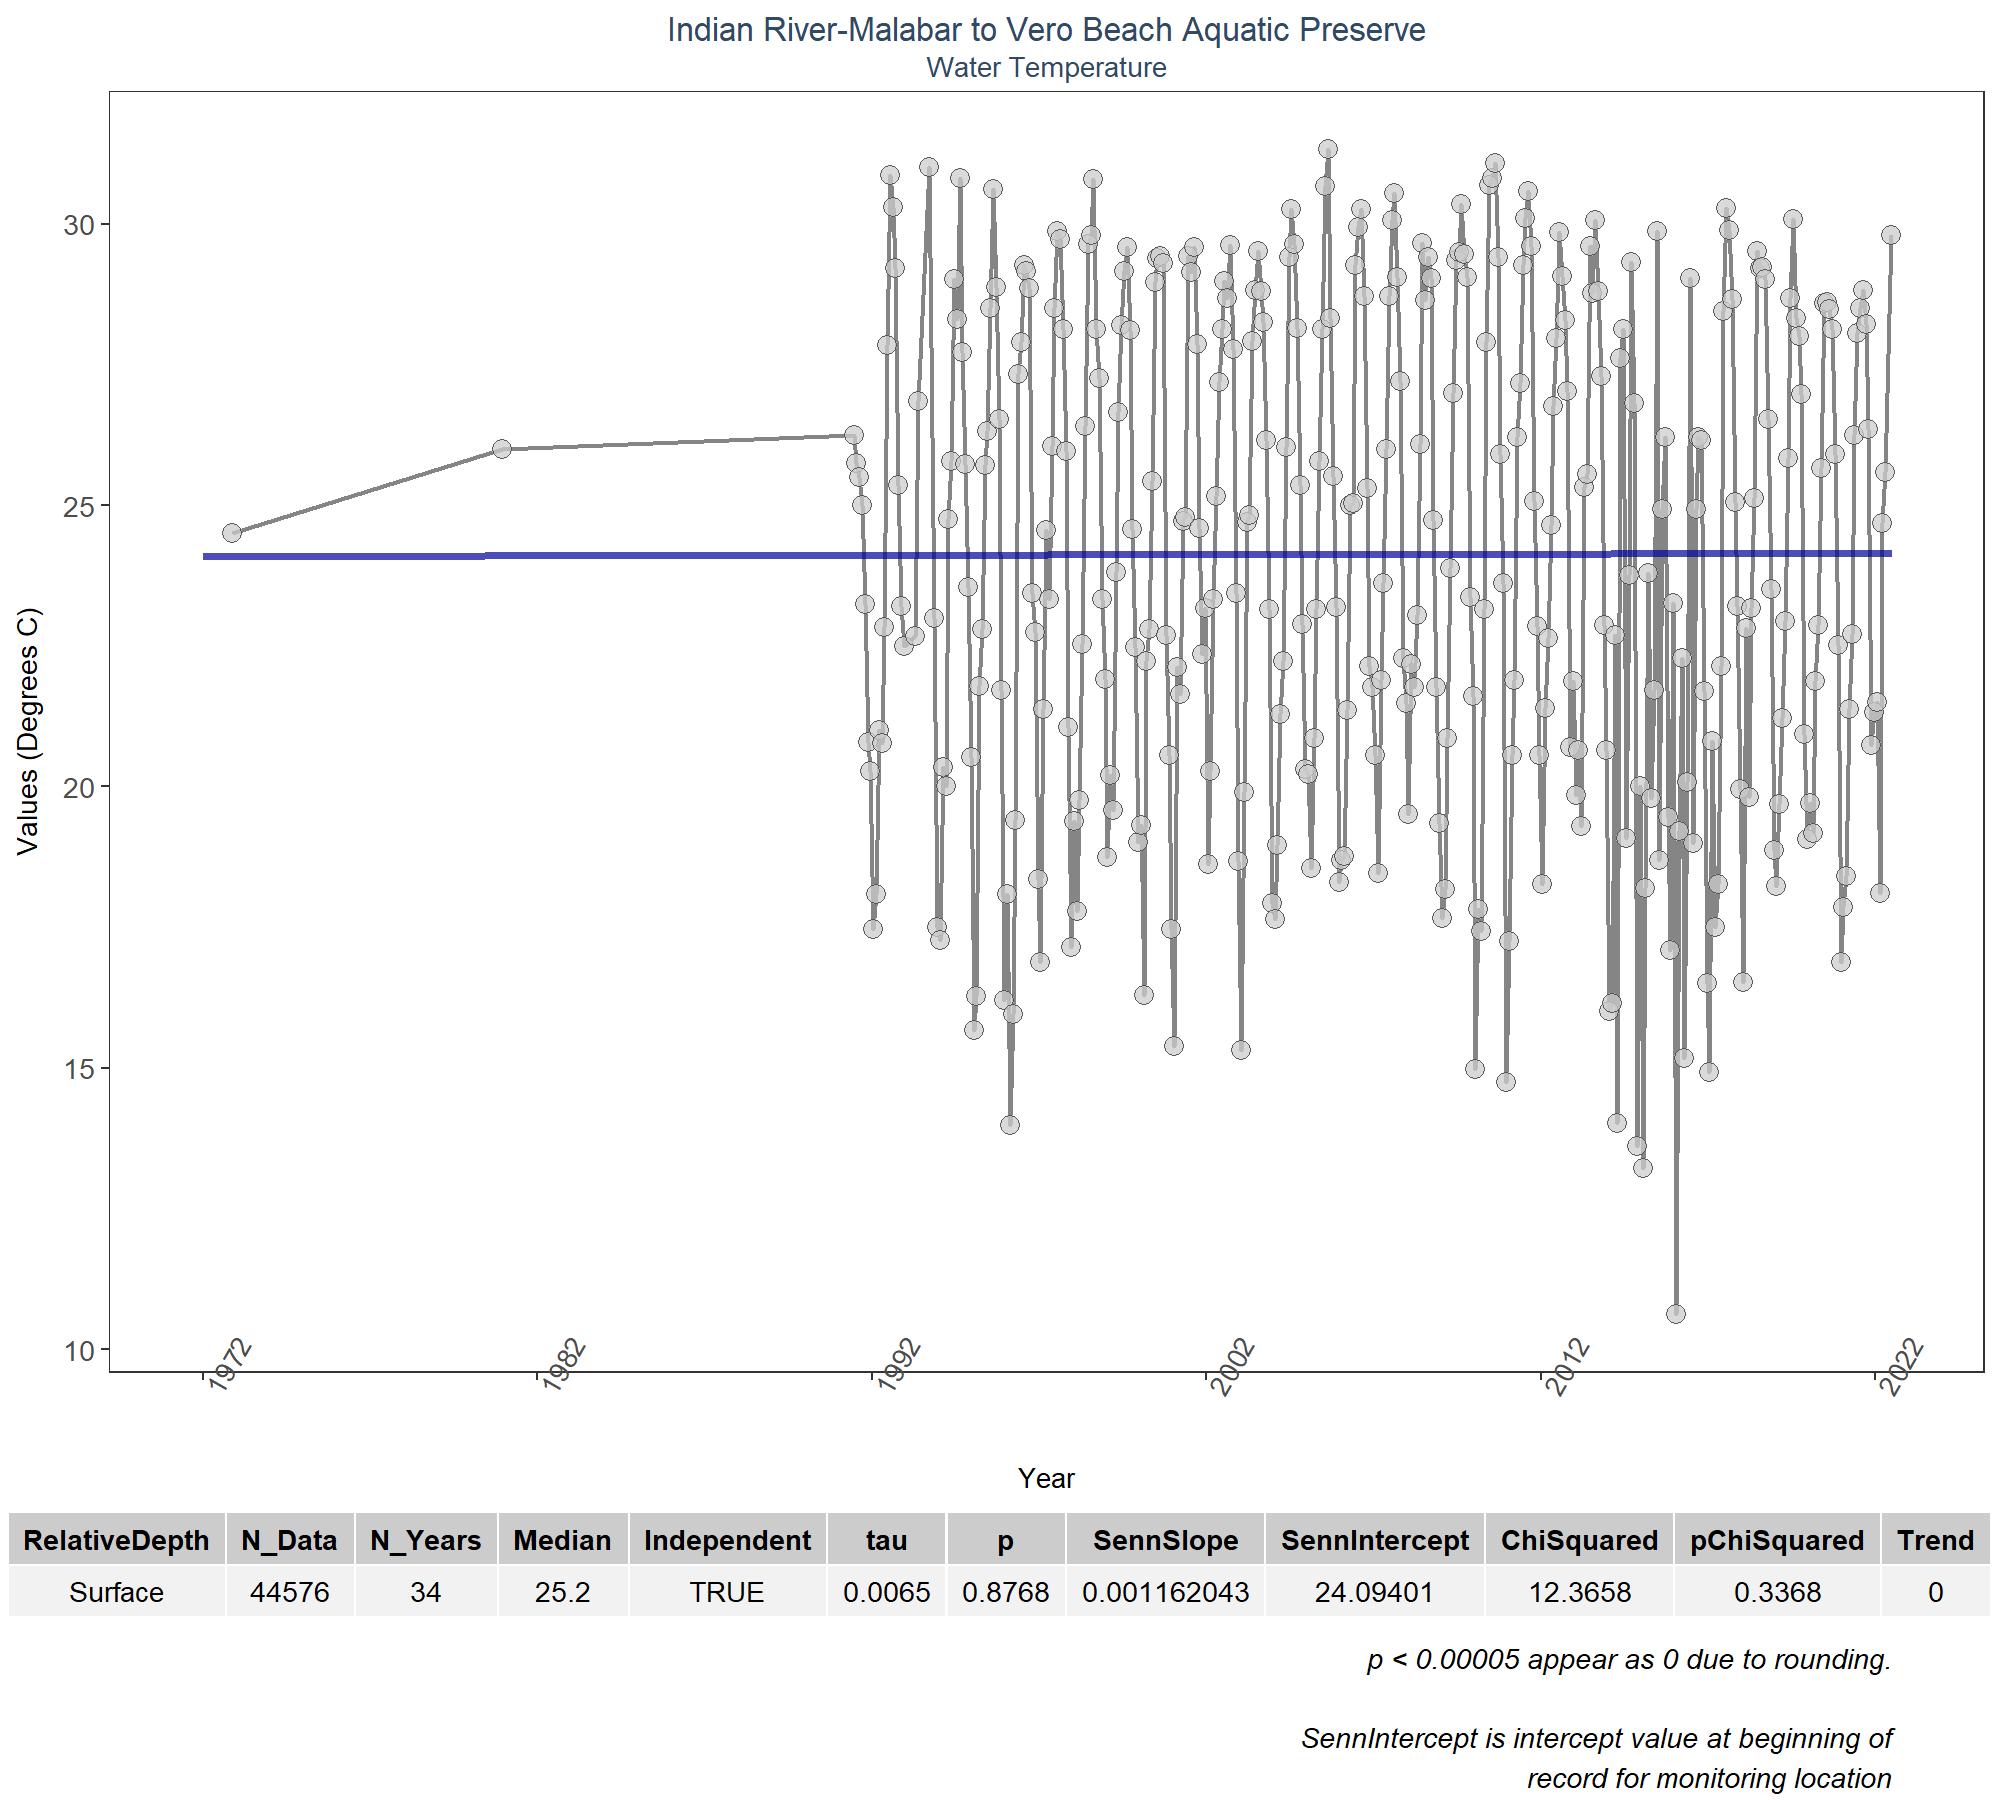 Indian River-Malabar to Vero Beach Aquatic Preserve
Water Temperature
Values (Degrees C)
30
25
20
15
10
1972 1982 1992 2002 2012 2022
Year
RelativeDepth N_Data N_Years Median Independent tau p SennSlope SennIntercept ChiSquared pChiSquared Trend
Surface 44576 34 25.2 TRUE 0.0065 0.8768 0.001162043 24.09401 12.3658 0.3368 0
p < 0.00005 appear as 0 due to rounding.
SennIntercept is intercept value at beginning of
record for monitoring location